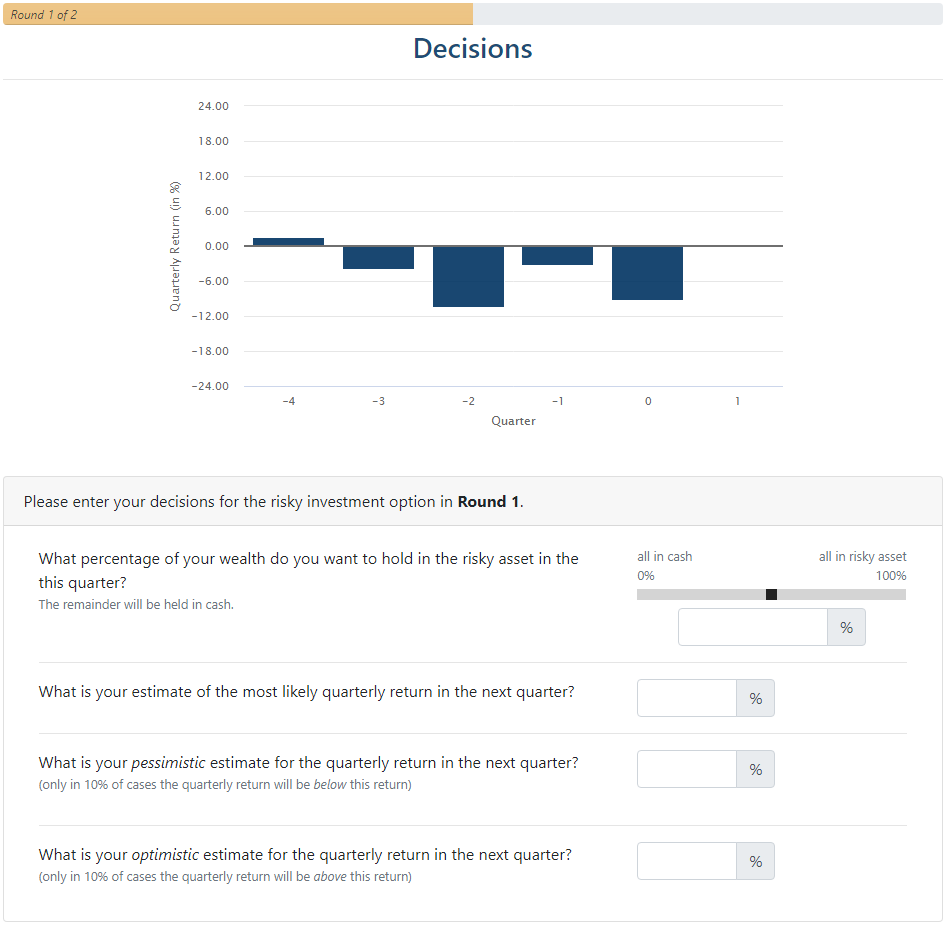 Round 1 of 2
Decisions
24.00
18.00
12.00
6.00
0.00
−6.00
−12.00
−18.00
−24.00
Quarterly Return (in %)
−4 −3 −2 −1 0 1
Quarter
Please enter your decisions for the risky investment option in Round 1.
What percentage of your wealth do you want to hold in the risky asset in the
this quarter?
The remainder will be held in cash.
all in cash all in risky asset
0% 100%
%
What is your estimate of the most likely quarterly return in the next quarter?
%
What is your pessimistic estimate for the quarterly return in the next quarter?
(only in 10% of cases the quarterly return will be below this return)
%
What is your optimistic estimate for the quarterly return in the next quarter?
(only in 10% of cases the quarterly return will be above this return)
%